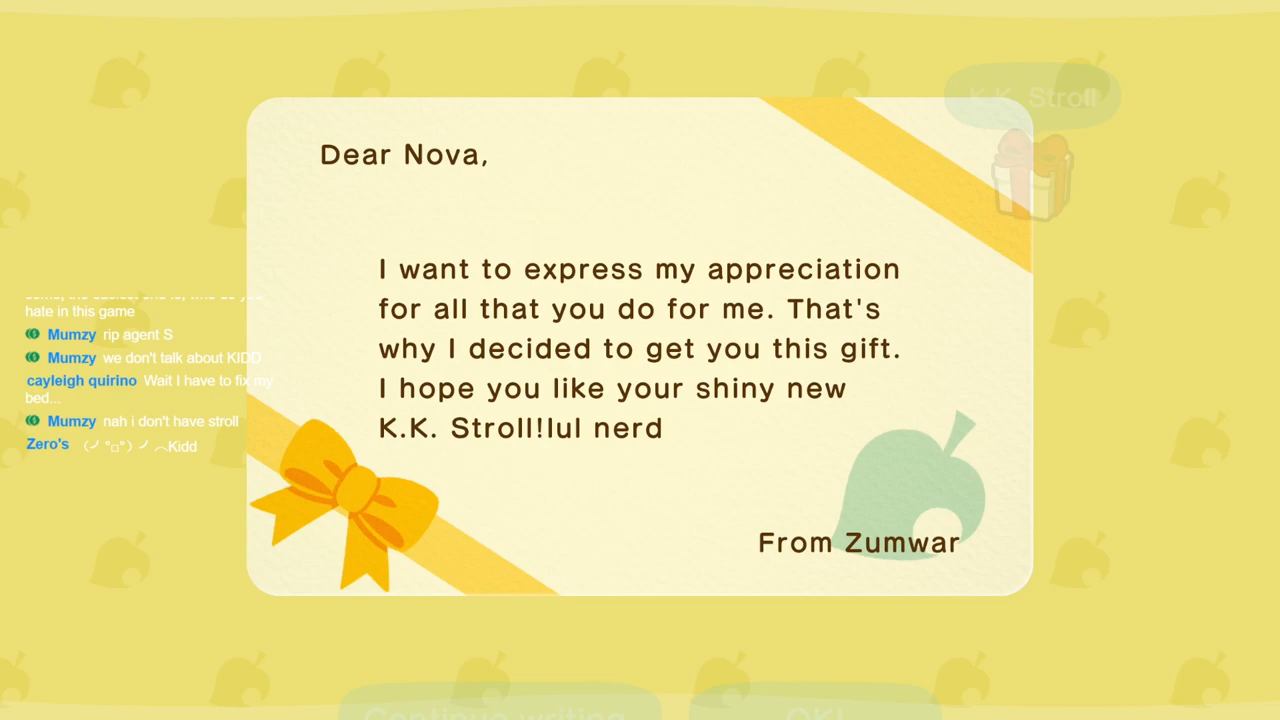 K.K. Stroll
Dear Nova,
I want to express my appreciation
for all that you do for me. That's
why I decided to get you this gift.
I hope you like your shiny new
K.K. Stroll!lul nerd
From Zumwar
hate in this game
Mumzy rip agent S
Mumzy we don't talk about KIDD
cayleigh quirino Wait I have to fix my
bed...
Mumzy nah i don't have stroll
Zero's (╯°□°)╯︵Kidd
Continue writing
OK!